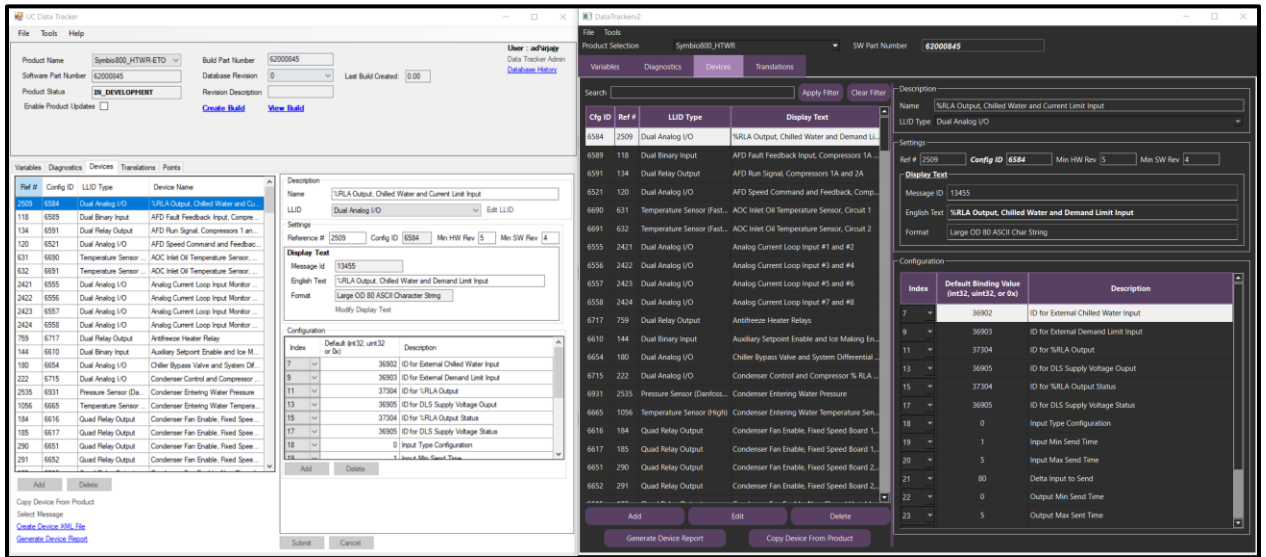 UC Data Tracker
File Tools Help
User : ad\irjajy
Data Tracker Admin
Database History
Product Name Symbio800_HTWR-ETO Build Part Number 62000845
Software Part Number 62000845 Database Revision 0 Last Build Created: 0.00
Product Status IN_DEVELOPMENT Revision Description
Enable Product Updates Create Build View Build
Variables Diagnostics Devices Translations Points
Ref # Config ID LLID Type Device Name
2509 6584 Dual Analog I/O %RLA Output, Chilled Water and Cu...
118 6589 Dual Binary Input AFD Fault Feedback Input, Compre...
134 6591 Dual Relay Output AFD Run Signal, Compressors 1 an...
120 6521 Dual Analog I/O AFD Speed Command and Feedbac...
631 6690 Temperature Sensor ... AOC Inlet Oil Temperature Sensor, ...
632 6691 Temperature Sensor ... AOC Inlet Oil Temperature Sensor, ...
2421 6555 Dual Analog I/O Analog Current Loop Input Monitor ...
2422 6556 Dual Analog I/O Analog Current Loop Input Monitor ...
2423 6557 Dual Analog I/O Analog Current Loop Input Monitor ...
2424 6558 Dual Analog I/O Analog Current Loop Input Monitor ...
759 6717 Dual Relay Output Antifreeze Heater Relay
144 6610 Dual Binary Input Auxiliary Setpoint Enable and Ice M...
180 6654 Dual Analog I/O Chiller Bypass Valve and System Dif...
222 6715 Dual Analog I/O Condenser Control and Compressor ...
2535 6931 Pressure Sensor (Da... Condenser Entering Water Pressure
1056 6665 Temperature Sensor ... Condenser Entering Water Tempera...
184 6616 Quad Relay Output Condenser Fan Enable, Fixed Speed...
185 6617 Quad Relay Output Condenser Fan Enable, Fixed Spee...
290 6651 Quad Relay Output Condenser Fan Enable, Fixed Spee...
291 6652 Quad Relay Output Condenser Fan Enable, Fixed Spee...
Add Delete
Copy Device From Product
Select Message
Create Device XML File
Generate Device Report
Description
Name %RLA Output, Chilled Water and Current Limit Input
LLID Dual Analog I/O Edit LLID
Settings
Reference # 2509 Config ID 6584 Min HW Rev 5 Min SW Rev 4
Display Text
Message Id 13455
English Text %RLA Output, Chilled Water and Demand Limit Input
Format Large OD 80 ASCII Character String
Modify Display Text
Configuration
Index Default (int32, uint32 or 0x) Description
7 36902 ID for External Chilled Water Input
9 36903 ID for External Demand Limit Input
11 37304 ID for %RLA Output
13 36905 ID for DLS Supply Voltage Output
15 37304 ID for %RLA Output Status
17 36905 ID for DLS Supply Voltage Status
18 0 Input Type Configuration
19 1 Input Min Send Time
Add Delete
Submit Cancel
DataTrackerv2
File Tools
Product Selection Symbio800_HTWR SW Part Number 62000845
Variables Diagnostics Devices Translations
Search Apply Filter Clear Filter
Cfg ID Ref # LLID Type Display Text
6584 2509 Dual Analog I/O %RLA Output, Chilled Water and Demand Li...
6589 118 Dual Binary Input AFD Fault Feedback Input, Compressors 1A ...
6591 134 Dual Relay Output AFD Run Signal, Compressors 1A and 2A
6521 120 Dual Analog I/O AFD Speed Command and Feedback, Comp...
6690 631 Temperature Sensor (Fast... AOC Inlet Oil Temperature Sensor, Circuit 1
6691 632 Temperature Sensor (Fast... AOC Inlet Oil Temperature Sensor, Circuit 2
6555 2421 Dual Analog I/O Analog Current Loop Input #1 and #2
6556 2422 Dual Analog I/O Analog Current Loop Input #3 and #4
6557 2423 Dual Analog I/O Analog Current Loop Input #5 and #6
6558 2424 Dual Analog I/O Analog Current Loop Input #7 and #8
6717 759 Dual Relay Output Antifreeze Heater Relays
6610 144 Dual Binary Input Auxiliary Setpoint Enable and Ice Making En...
6654 180 Dual Analog I/O Chiller Bypass Valve and System Differential ...
6715 222 Dual Analog I/O Condenser Control and Compressor % RLA ...
6931 2535 Pressure Sensor (Danfoss... Condenser Entering Water Pressure
6665 1056 Temperature Sensor (High) Condenser Entering Water Temperature Sen...
6616 184 Quad Relay Output Condenser Fan Enable, Fixed Speed Board 1,...
6617 185 Quad Relay Output Condenser Fan Enable, Fixed Speed Board 1,...
6651 290 Quad Relay Output Condenser Fan Enable, Fixed Speed Board 2,...
6652 291 Quad Relay Output Condenser Fan Enable, Fixed Speed Board 2,...
Add Edit Delete
Generate Device Report Copy Device From Product
Description
Name %RLA Output, Chilled Water and Current Limit Input
LLID Type Dual Analog I/O
Settings
Ref # 2509 Config ID 6584 Min HW Rev 5 Min SW Rev 4
Display Text
Message ID 13455
English Text %RLA Output, Chilled Water and Demand Limit Input
Format Large OD 80 ASCII Char String
Configuration
Index Default Binding Value (int32, uint32, or 0x) Description
7 36902 ID for External Chilled Water Input
9 36903 ID for External Demand Limit Input
11 37304 ID for %RLA Output
13 36905 ID for DLS Supply Voltage Ouput
15 37304 ID for %RLA Output Status
17 36905 ID for DLS Supply Voltage Status
18 0 Input Type Configuration
19 1 Input Min Send Time
20 5 Input Max Send Time
21 80 Delta Input to Send
22 0 Output Min Send Time
23 5 Output Max Sent Time